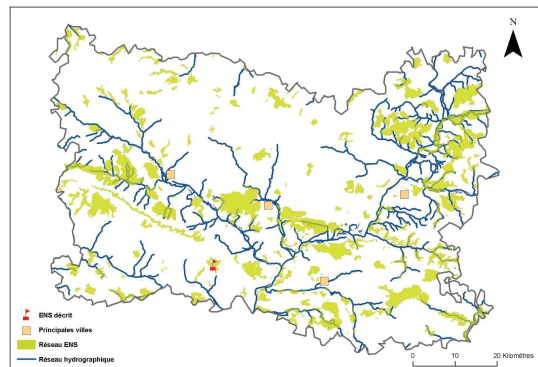 N
ENS décrit
Principales villes
Réseau ENS
Réseau hydrographique
0 10 20 Kilomètres